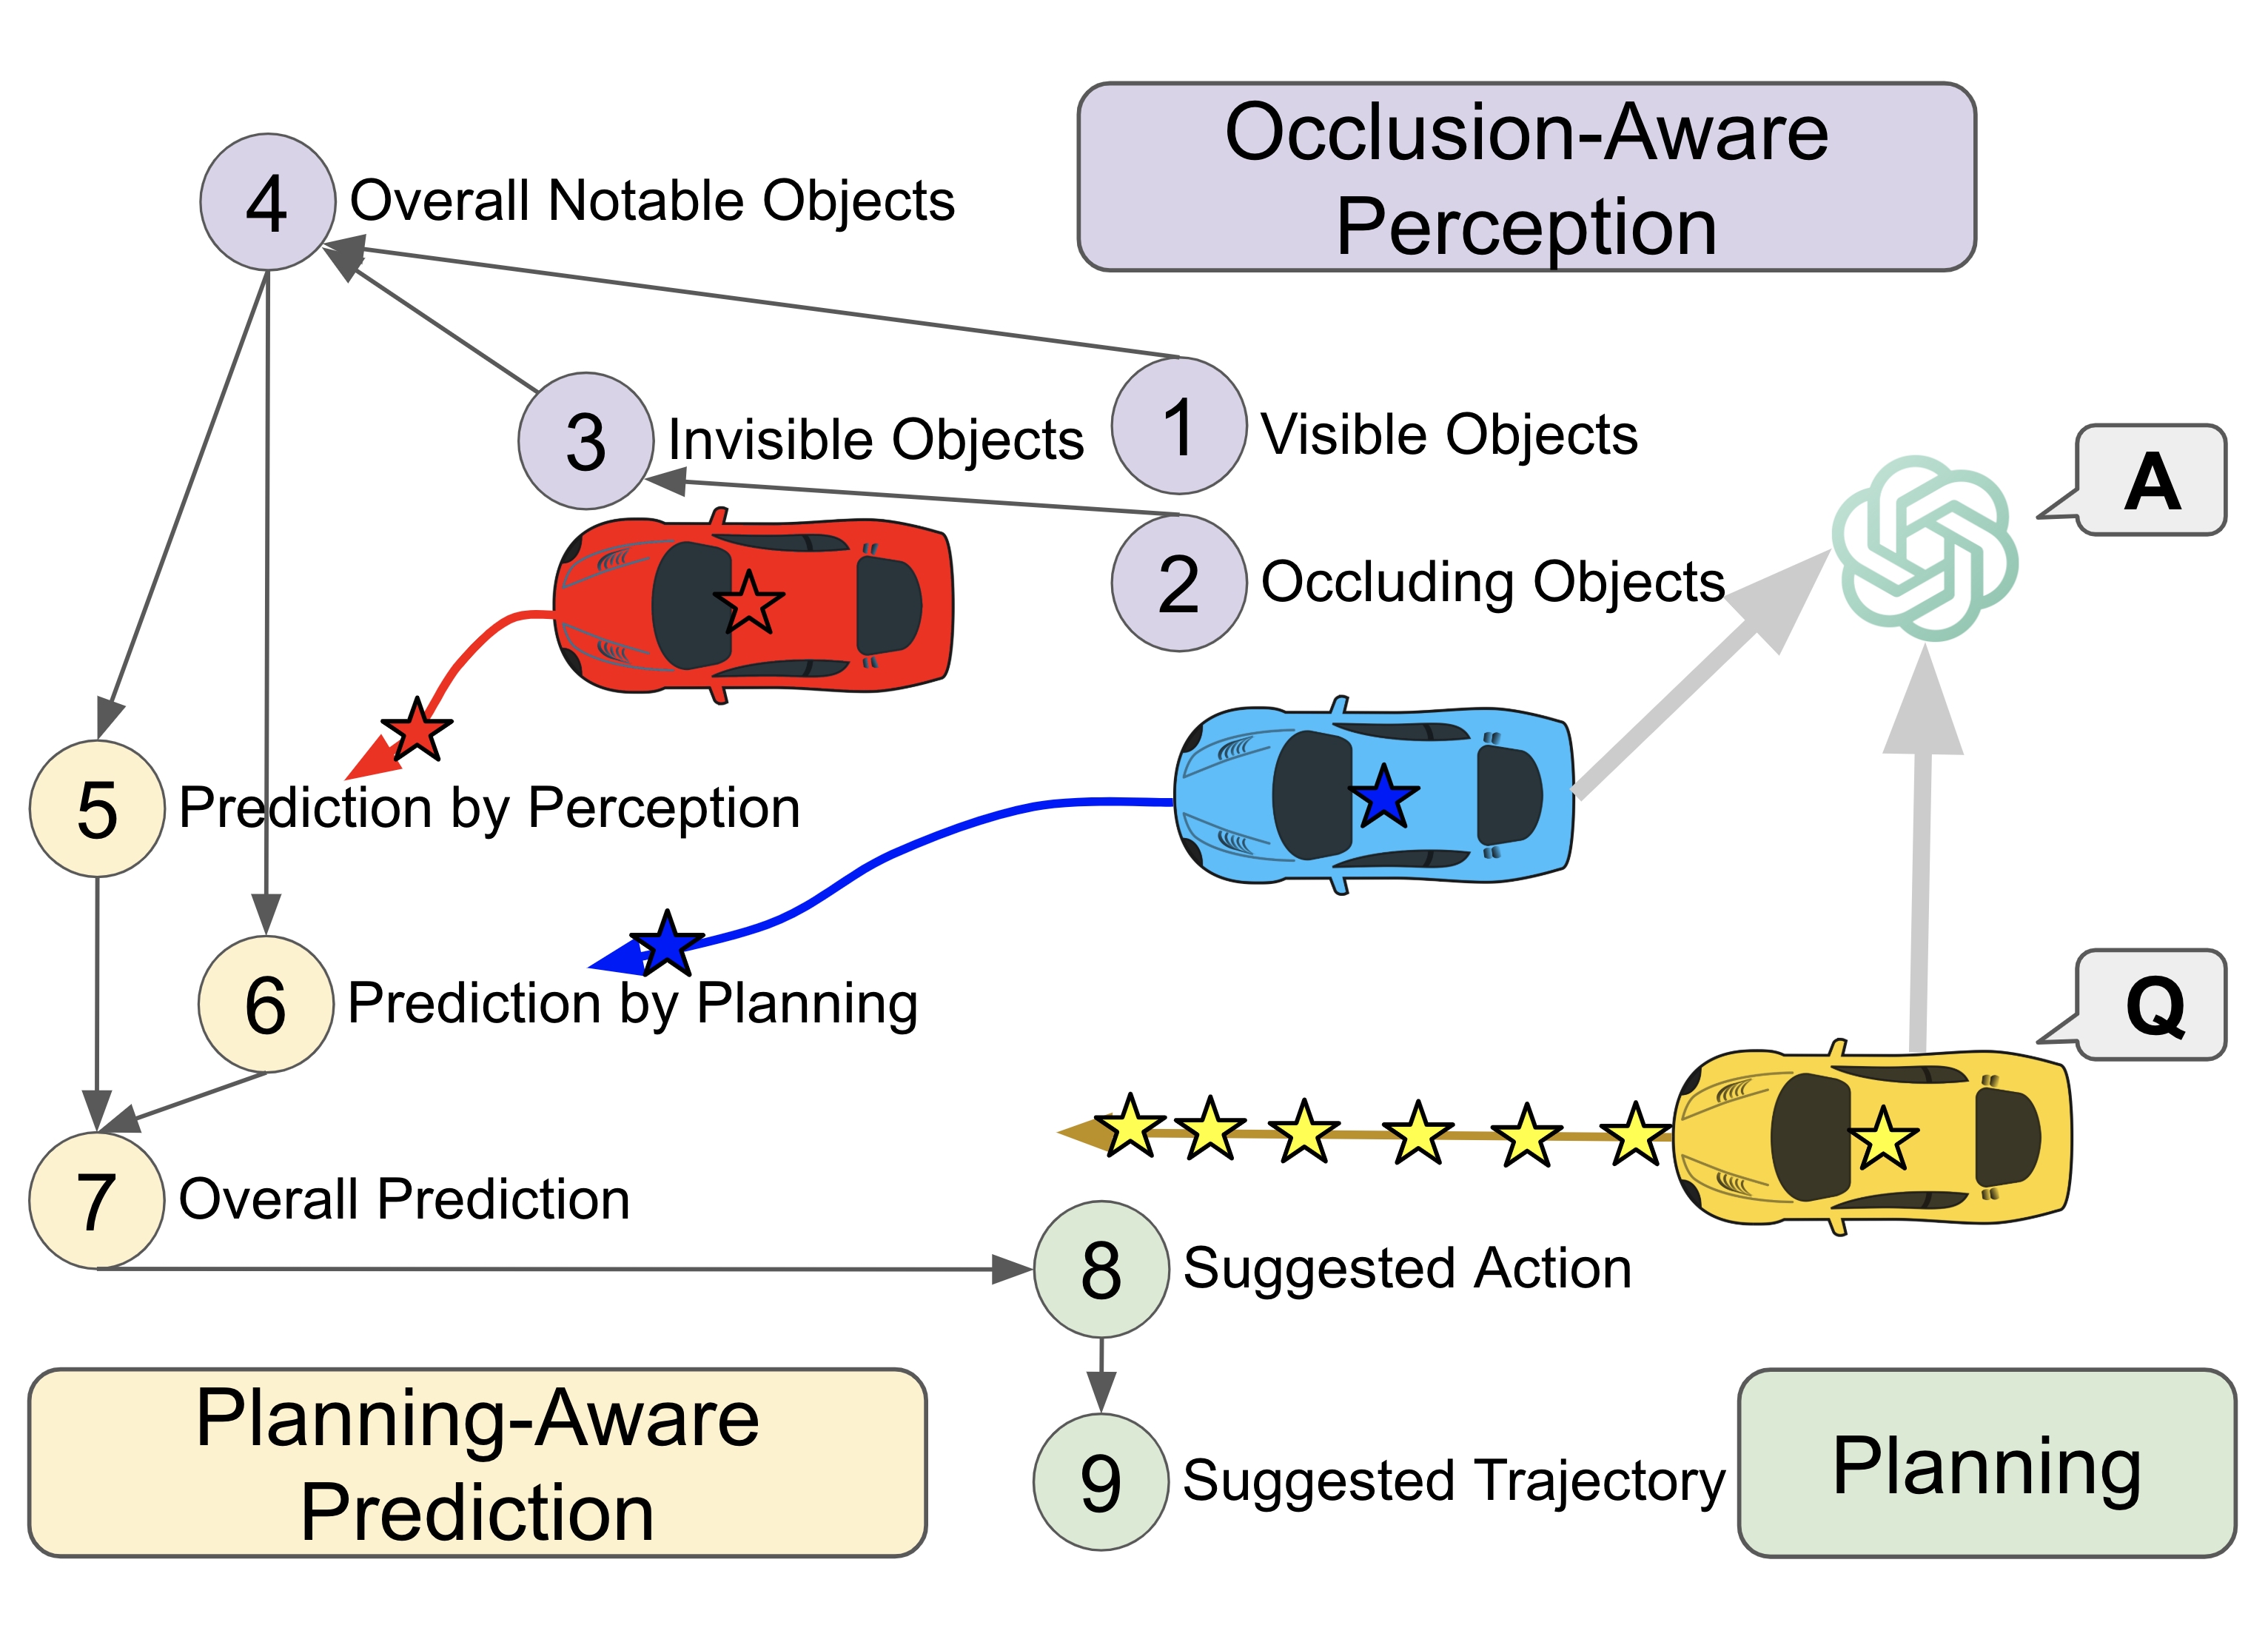 Occlusion-Aware
Perception
4 Overall Notable Objects
3 Invisible Objects
1 Visible Objects
A
2 Occluding Objects
5 Prediction by Perception
6 Prediction by Planning
Q
7 Overall Prediction
8 Suggested Action
Planning-Aware
Prediction
9 Suggested Trajectory
Planning